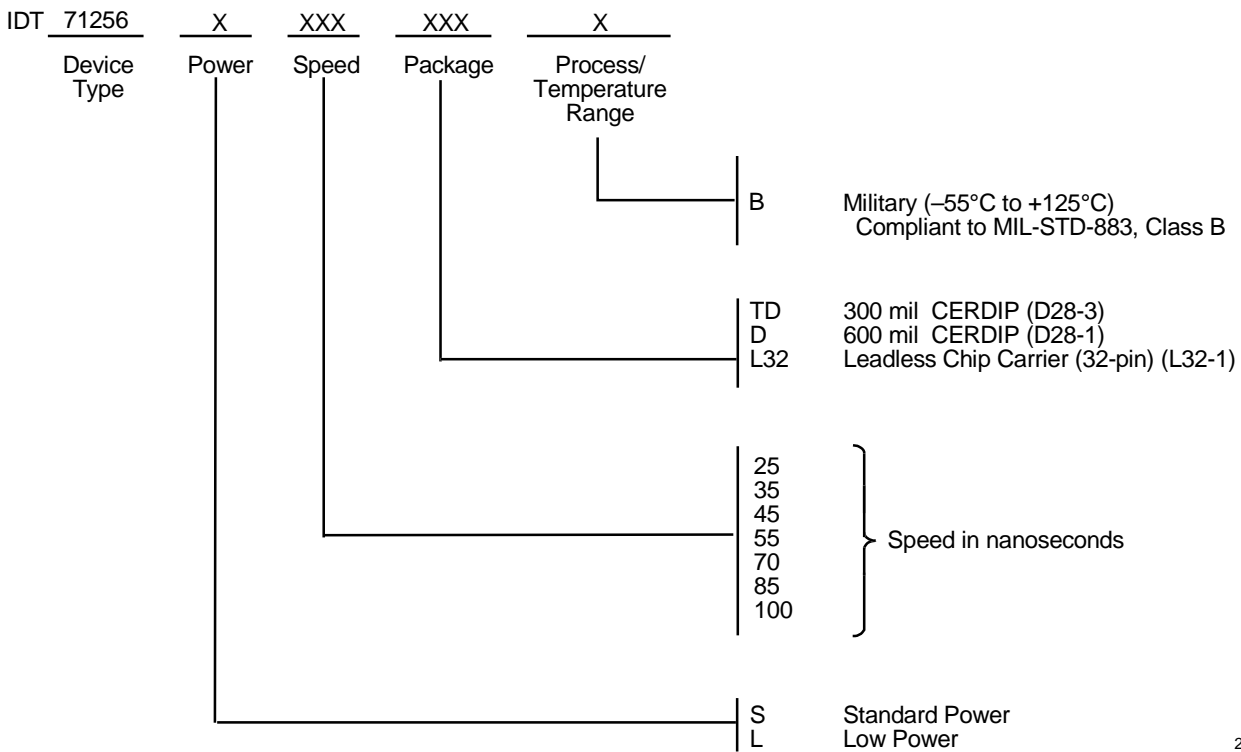 IDT 71256 X XXX XXX X
Device Type
Power
Speed
Package
Process/
Temperature
Range
B Military (–55°C to +125°C)
Compliant to MIL-STD-883, Class B
TD 300 mil CERDIP (D28-3)
D 600 mil CERDIP (D28-1)
L32 Leadless Chip Carrier (32-pin) (L32-1)
25
35
45
55
70
85
100
Speed in nanoseconds
S Standard Power
L Low Power
2